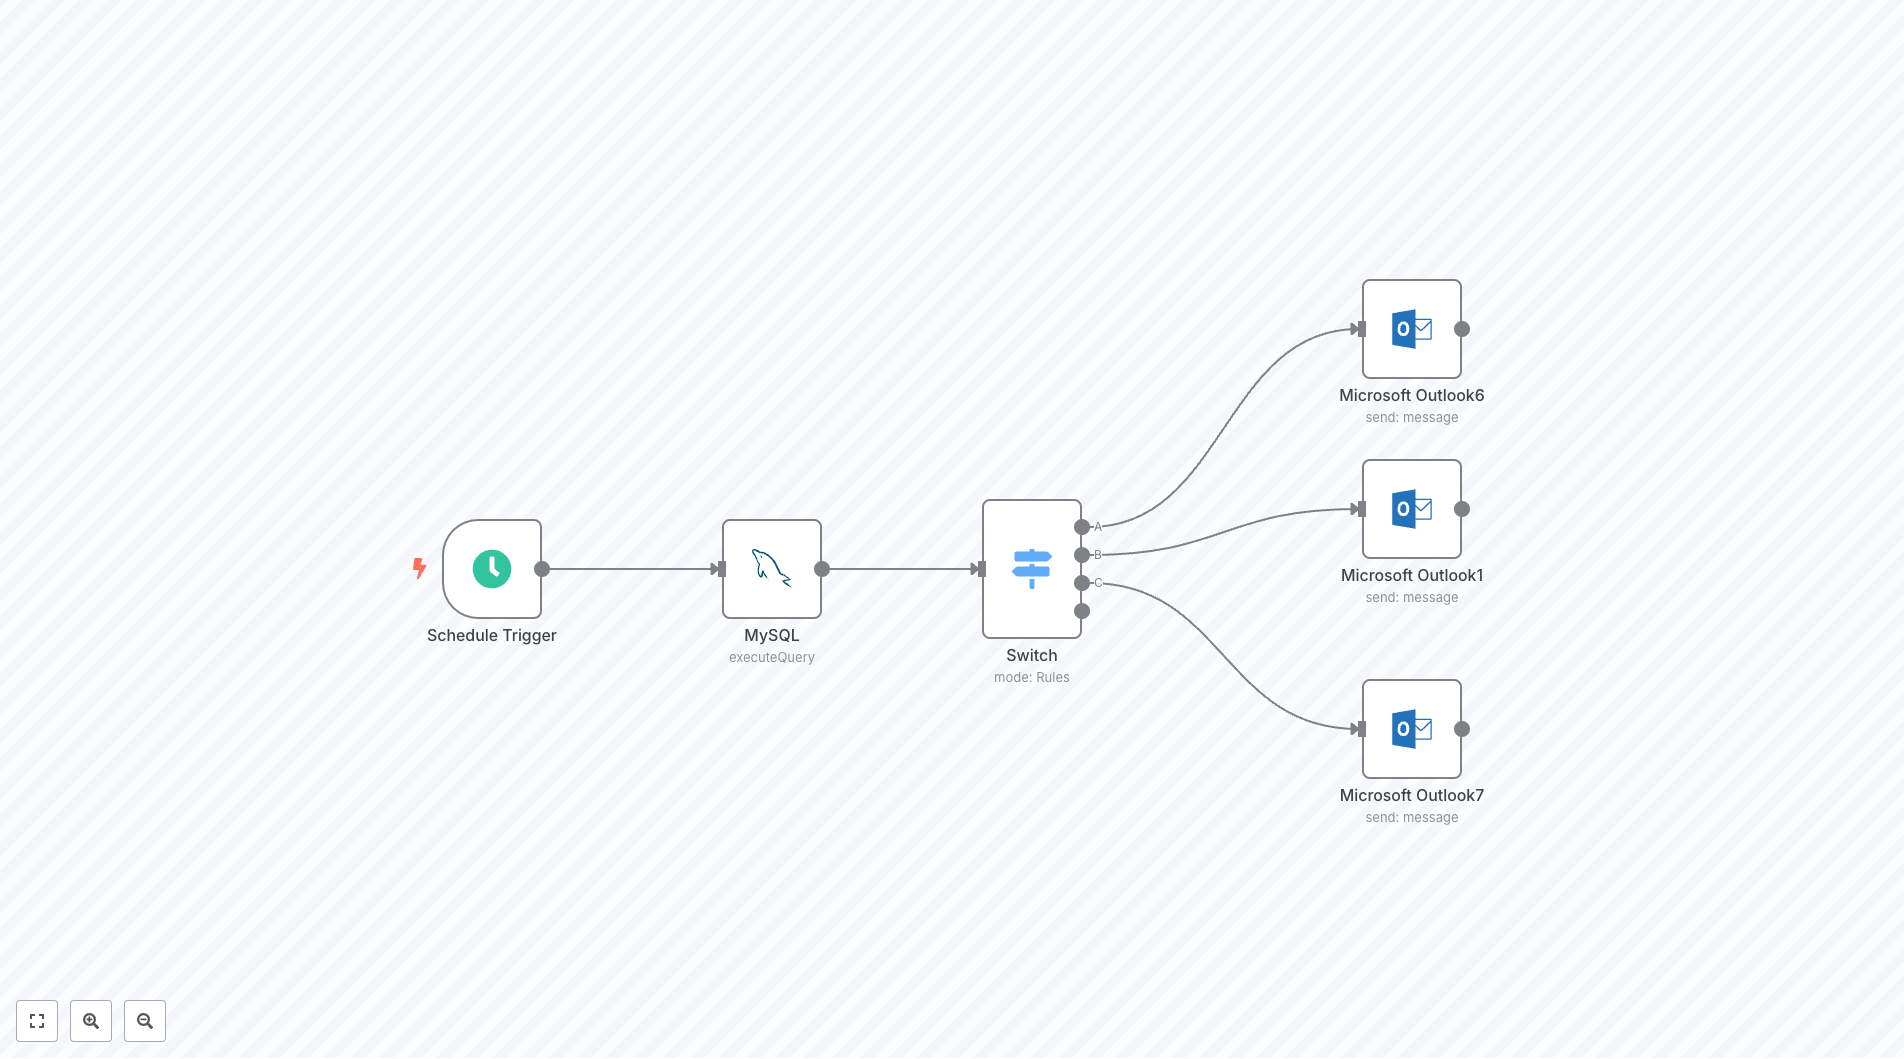 Schedule Trigger
MySQL
executeQuery
Switch
mode: Rules
A
B
C
Microsoft Outlook6
send: message
Microsoft Outlook1
send: message
Microsoft Outlook7
send: message